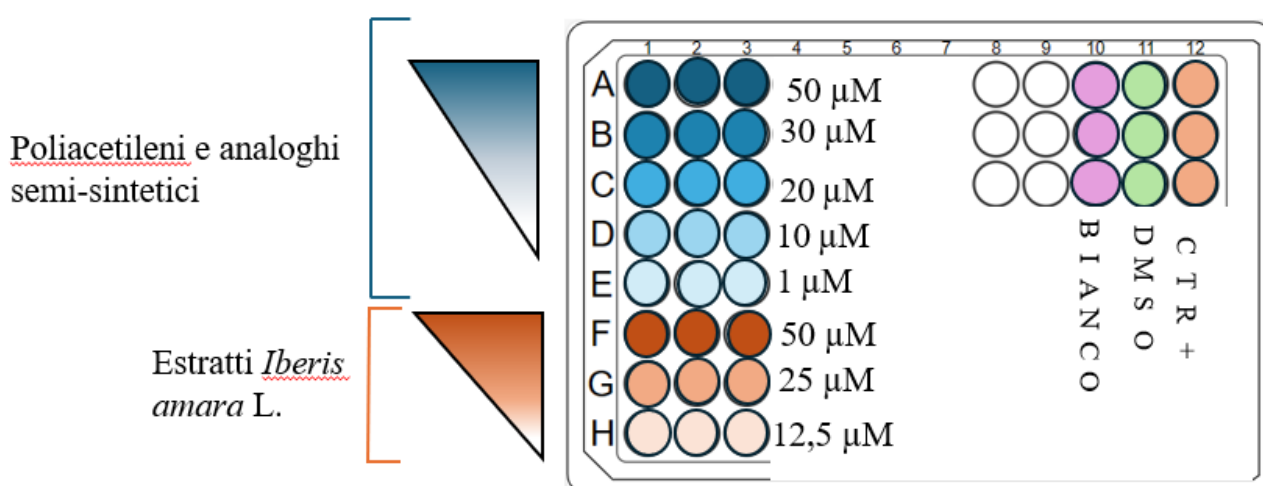 Poliacetileni e analoghi
semi-sintetici
Estratti Iberis
amara L.
1 2 3 4 5 6 7 8 9 10 11 12
A 50 µM
B 30 µM
C 20 µM
D 10 µM
E 1 µM
F 50 µM
G 25 µM
H 12,5 µM
BIANCO
DMSO
CTR+